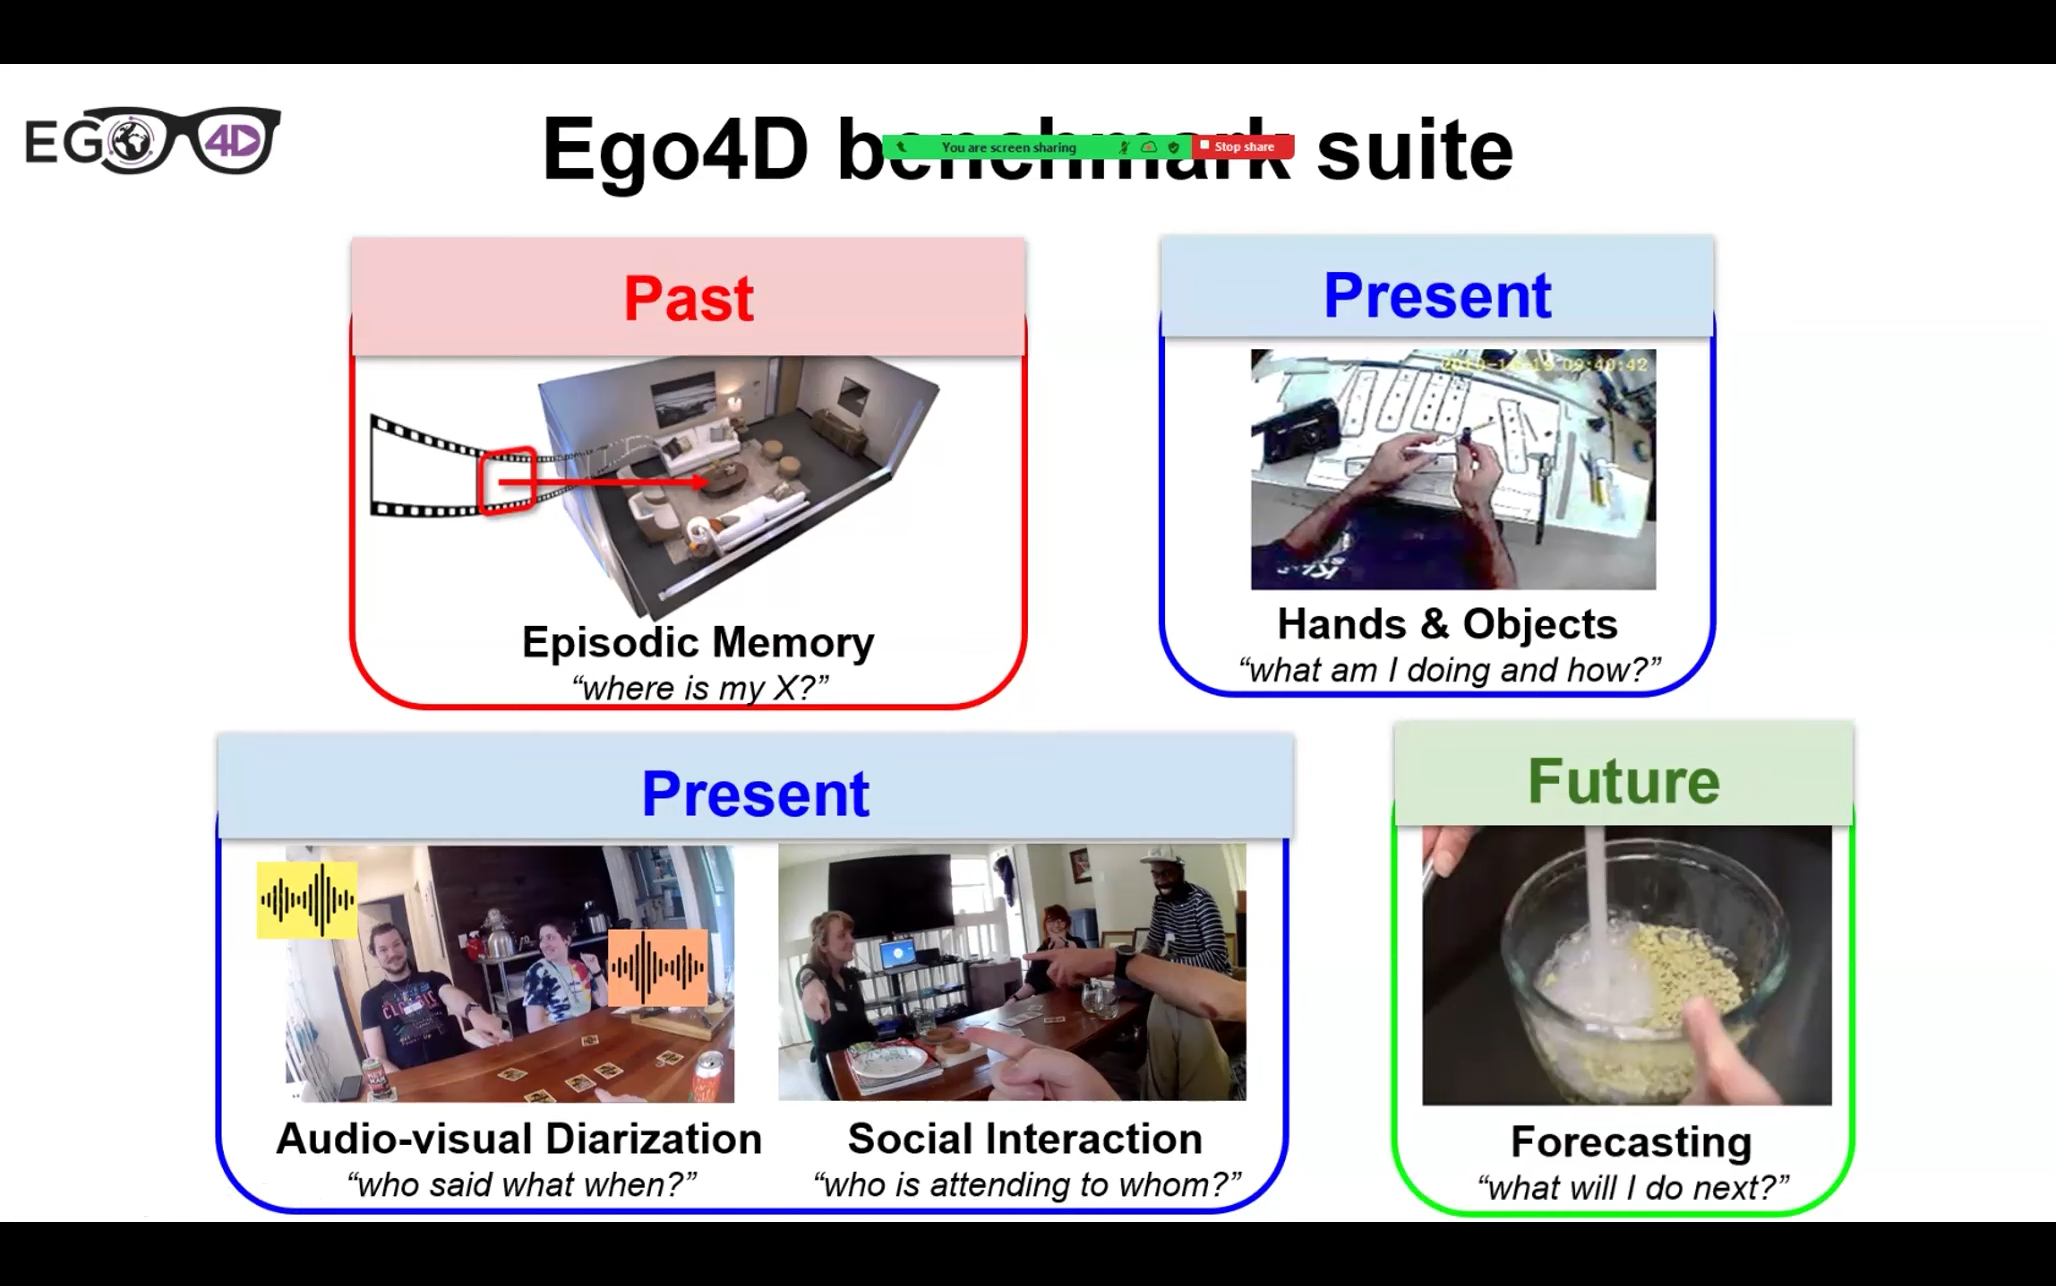 EGO 4D
Ego4D benchmark suite
You are screen sharing
Stop share
Past
Episodic Memory
“where is my X?”
Present
Hands & Objects
“what am I doing and how?”
Present
Audio-visual Diarization
“who said what when?”
Social Interaction
“who is attending to whom?”
Future
Forecasting
“what will I do next?”